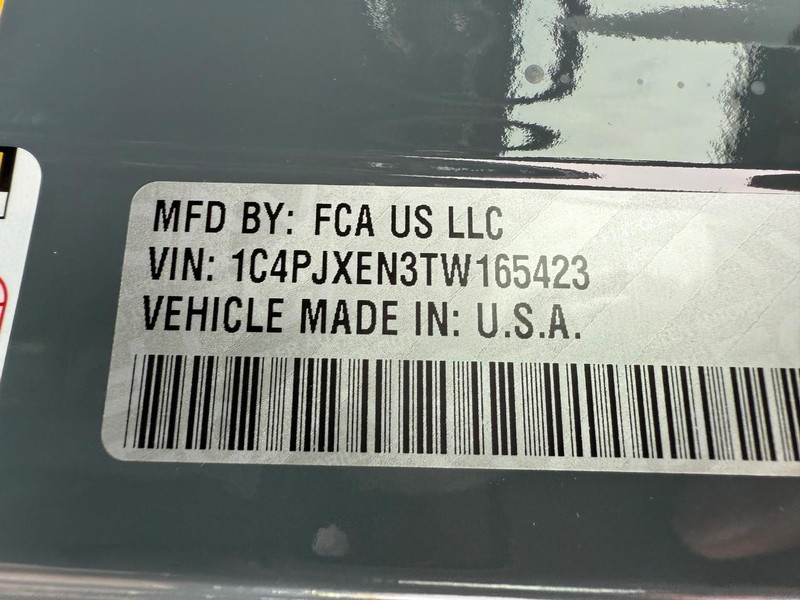 MFD BY: FCA US LLC
VIN: 1C4PJXEN3TW165423
VEHICLE MADE IN: U.S.A.